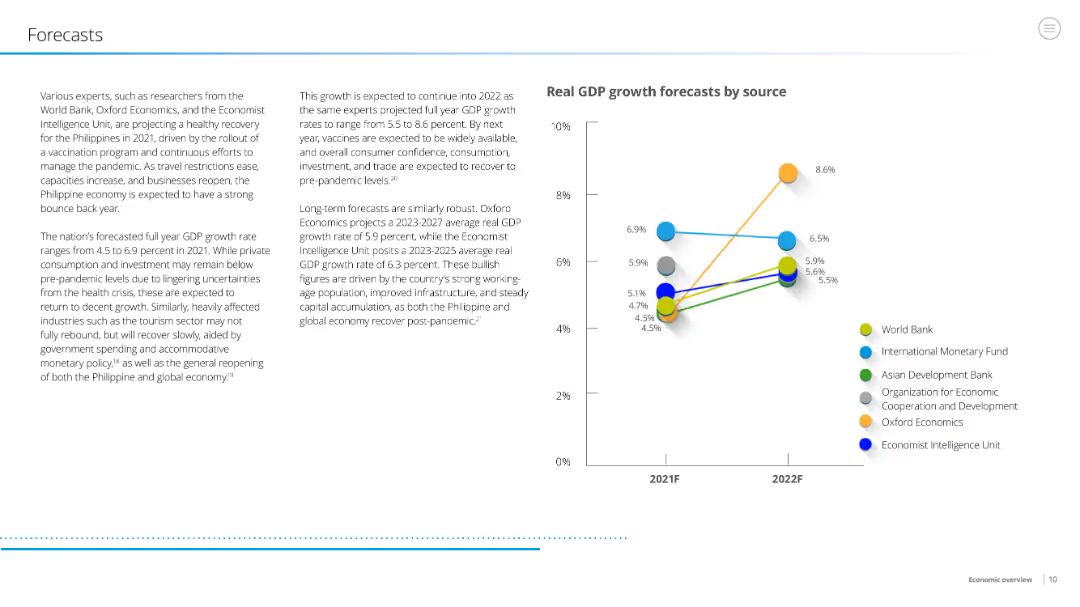 Forecasts
Various experts, such as researchers from the
World Bank, Oxford Economics, and the Economist
Intelligence Unit, are projecting a healthy recovery
for the Philippines in 2021, driven by the rollout of
a vaccination program and continuous efforts to
manage the pandemic. As travel restrictions ease,
capacities increase, and businesses reopen, the
Philippine economy is expected to have a strong
bounce back year.
The nation's forecasted full year GDP growth rate
ranges from 4.5 to 6.9 percent in 2021. While private
consumption and investment may remain below
pre-pandemic levels due to lingering uncertainties
from the health crisis, these are expected to
return to decent growth. Similarly, heavily affected
industries such as the tourism sector may not
fully rebound, but will recover slowly, aided by
government spending and accommodative
monetary policy,¹⁸ as well as the general reopening
of both the Philippine and global economy.¹⁹
This growth is expected to continue into 2022 as
the same experts projected full year GDP growth
rates to range from 5.5 to 8.6 percent. By next
year, vaccines are expected to be widely available,
and overall consumer confidence, consumption,
investment, and trade are expected to recover to
pre-pandemic levels.²⁰
Long-term forecasts are similarly robust. Oxford
Economics projects a 2023-2027 average real GDP
growth rate of 5.9 percent, while the Economist
Intelligence Unit posits a 2023-2025 average real
GDP growth rate of 6.3 percent. These bullish
figures are driven by the country's strong working-
age population, improved infrastructure, and steady
capital accumulation, as both the Philippine and
global economy recover post-pandemic.²¹
Real GDP growth forecasts by source
10%
8%
6%
4%
2%
0%
6.9%
5.9%
5.1%
4.7%
4.5%
4.5%
8.6%
6.5%
5.9%
5.6%
5.5%
2021F
2022F
World Bank
International Monetary Fund
Asian Development Bank
Organization for Economic
Cooperation and Development
Oxford Economics
Economist Intelligence Unit
Economic overview
10